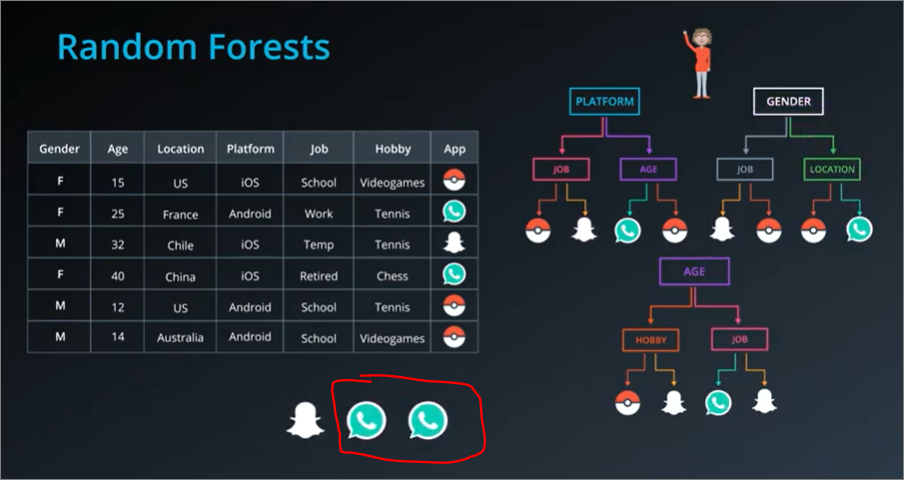 Random Forests
Gender Age Location Platform Job Hobby App
F 15 US iOS School Videogames
F 25 France Android Work Tennis
M 32 Chile iOS Temp Tennis
F 40 China iOS Retired Chess
M 12 US Android School Tennis
M 14 Australia Android School Videogames
PLATFORM GENDER
JOB AGE JOB LOCATION
AGE
HOBBY JOB